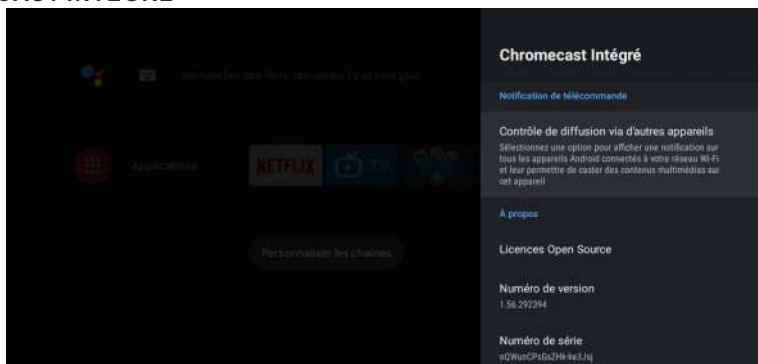 Chromecast Intégré
Notification de télécommande
Contrôle de diffusion via d'autres appareils
Sélectionnez une option pour afficher une notification sur
tous les appareils Android connectés à votre réseau Wi-Fi
et leur permettre de caster des contenus multimédias sur
cet appareil
À propos
Licences Open Source
Numéro de version
1.56.292394
Numéro de série
Rechercher des films, des séries TV et bien plus
Applications
NETFLIX
TV
Personnaliser les chaînes